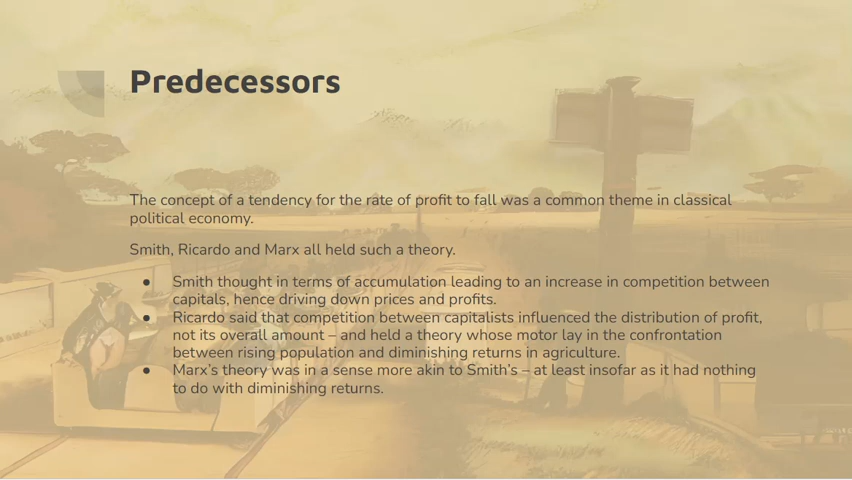 Predecessors
The concept of a tendency for the rate of profit to fall was a common theme in classical
political economy.
Smith, Ricardo and Marx all held such a theory.
● Smith thought in terms of accumulation leading to an increase in competition between
capitals, hence driving down prices and profits.
● Ricardo said that competition between capitalists influenced the distribution of profit,
not its overall amount – and held a theory whose motor lay in the confrontation
between rising population and diminishing returns in agriculture.
● Marx’s theory was in a sense more akin to Smith’s – at least insofar as it had nothing
to do with diminishing returns.